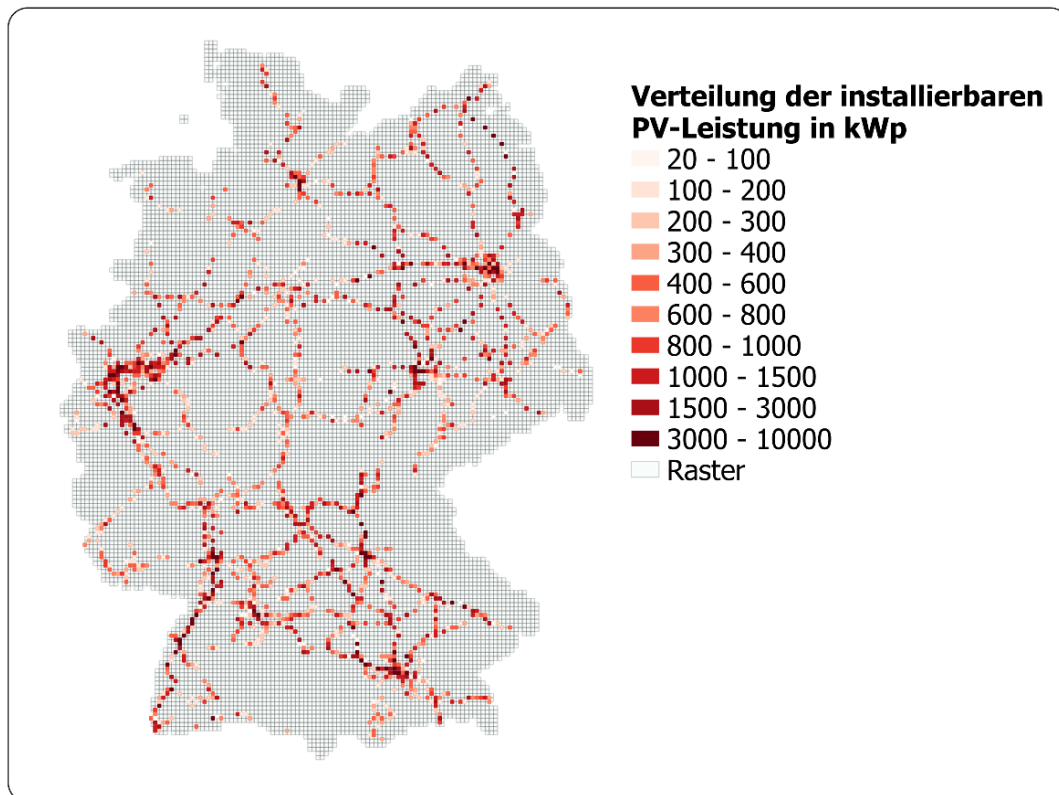 Verteilung der installierbaren
PV-Leistung in kWp
20 - 100
100 - 200
200 - 300
300 - 400
400 - 600
600 - 800
800 - 1000
1000 - 1500
1500 - 3000
3000 - 10000
Raster